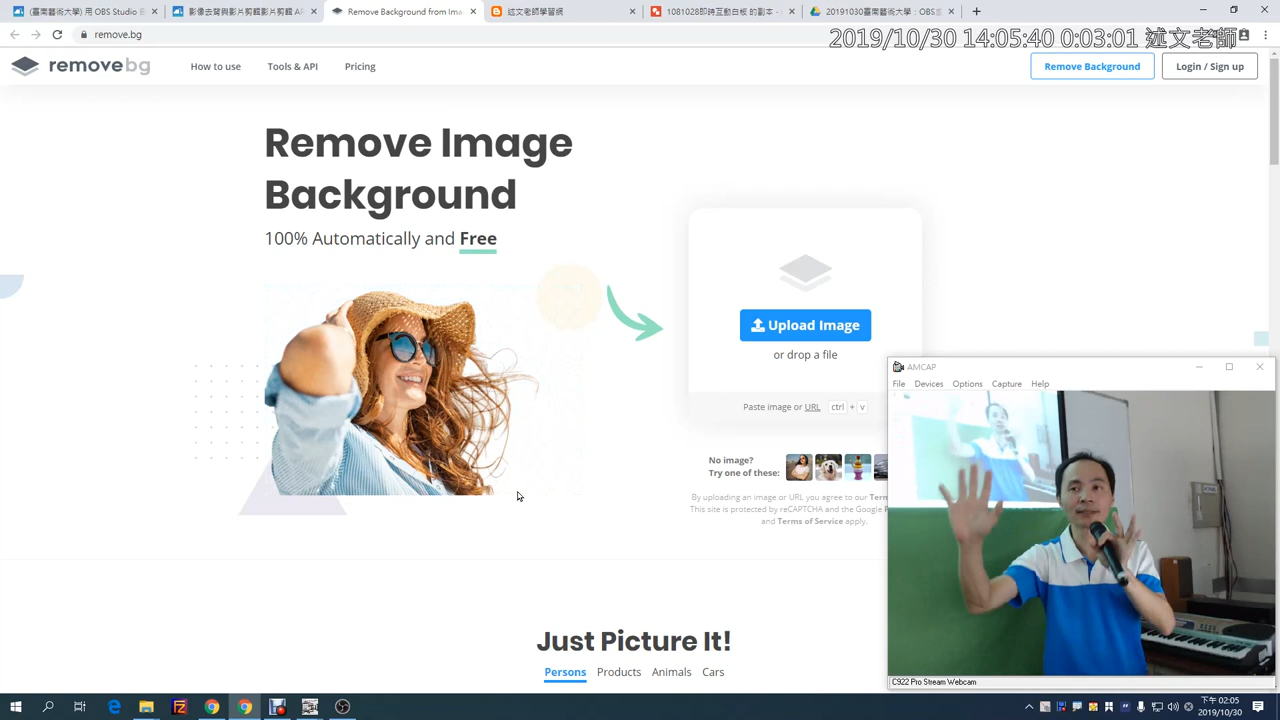 (用臺南藝術大學) 用 OBS Studio B
影像去背與影片剪輯影片剪輯 AP
Remove Background from Ima
述文老師學習網
1081028即時互動白板 的副本 -
20191030臺南藝術大學：OBS
remove.bg
2019/10/30 14:05:40 0:03:01 述文老師
removebg
How to use
Tools & API
Pricing
Remove Background
Login / Sign up
Remove Image
Background
100% Automatically and Free
Upload Image
or drop a file
Paste image or URL ctrl + v
No image?
Try one of these:
By uploading an image or URL you agree to our Term
This site is protected by reCAPTCHA and the Google
and Terms of Service apply.
AMCAP
File Devices Options Capture Help
C922 Pro Stream Webcam
Just Picture It!
Persons Products Animals Cars
下午 02:05
2019/10/30